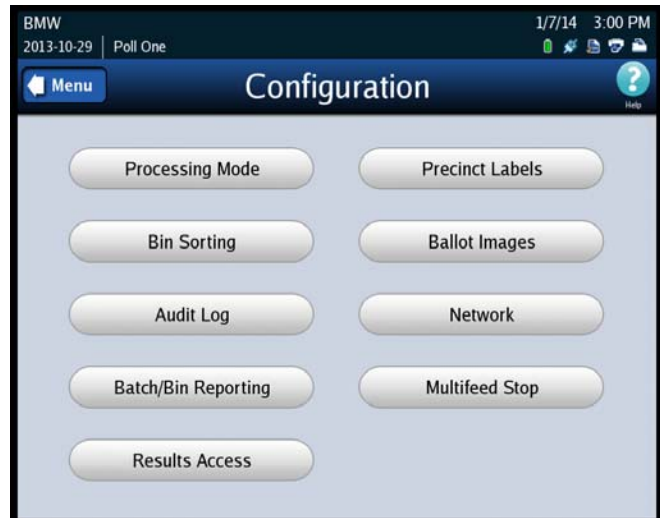 BMW 1/7/14 3:00 PM
2013-10-29 Poll One
Menu Configuration Help
Processing Mode Precinct Labels
Bin Sorting Ballot Images
Audit Log Network
Batch/Bin Reporting Multifeed Stop
Results Access